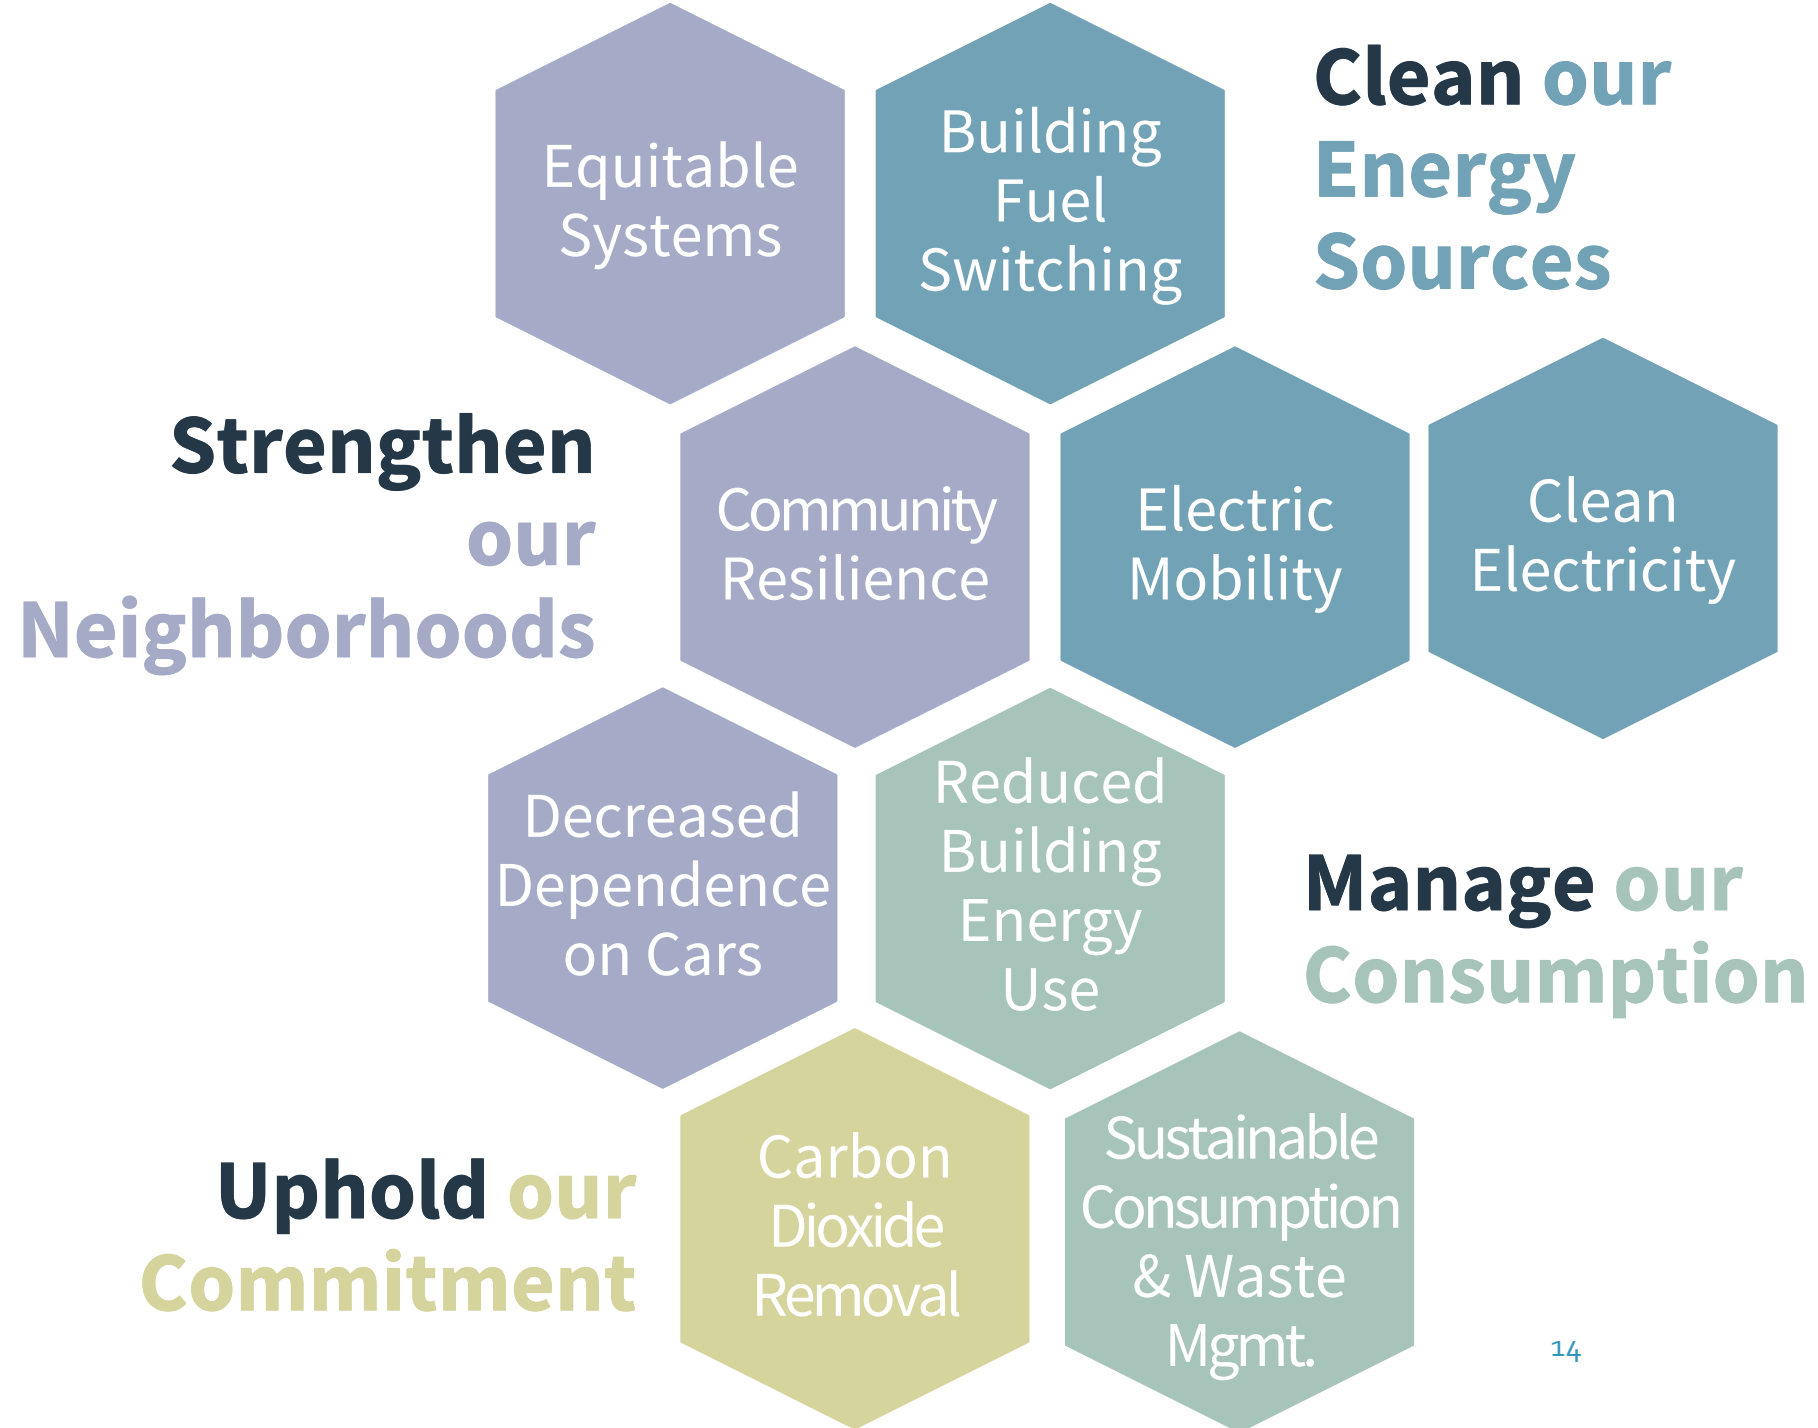 Equitable
Systems
Building
Fuel
Switching
Clean our
Energy
Sources
Strengthen
our
Neighborhoods
Community
Resilience
Electric
Mobility
Clean
Electricity
Decreased
Dependence
on Cars
Reduced
Building
Energy
Use
Manage our
Consumption
Uphold our
Commitment
Carbon
Dioxide
Removal
Sustainable
Consumption
& Waste
Mgmt.
14